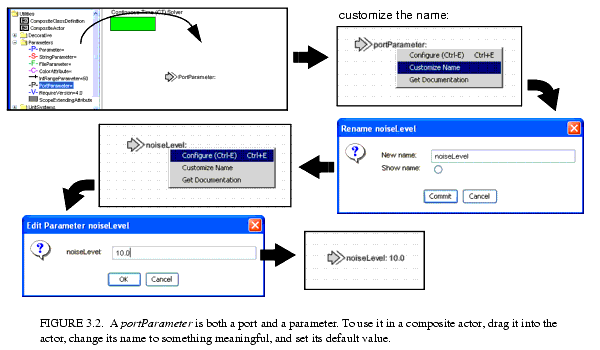 Utilities
CompositeClassDefinition
CompositeActor
Decorative
Parameters
-P- Parameter=
-S- StringParameter=
-F- FileParameter=
-C- ColorAttribute=
IntRangeParameter=50
-P- PortParameter=
-V- RequireVersion=4.0
ScopeExtendingAttribute
UnitSystems
Continuous-Time (CT) Solver
PortParameter:
customize the name:
portParameter:
Configure (Ctrl-E) Ctrl+E
Customize Name
Get Documentation
Rename noiseLevel
New name: noiseLevel
Show name:
Commit Cancel
noiseLevel:
Configure (Ctrl-E) Ctrl+E
Customize Name
Get Documentation
Edit Parameter noiseLevel
noiseLevel: 10.0
OK Cancel
noiseLevel: 10.0
FIGURE 3.2. A portParameter is both a port and a parameter. To use it in a composite actor, drag it into the
actor, change its name to something meaningful, and set its default value.